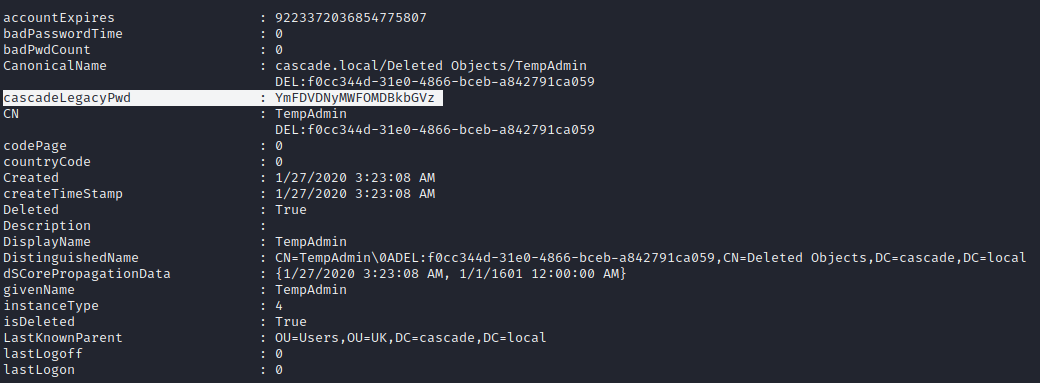 accountExpires : 9223372036854775807
badPasswordTime : 0
badPwdCount : 0
CanonicalName : cascade.local/Deleted Objects/TempAdmin
DEL:f0cc344d-31e0-4866-bceb-a842791ca059
cascadeLegacyPwd : YmFDVDNyMWFOMDBkbGVz
CN : TempAdmin
DEL:f0cc344d-31e0-4866-bceb-a842791ca059
codePage : 0
countryCode : 0
Created : 1/27/2020 3:23:08 AM
createTimeStamp : 1/27/2020 3:23:08 AM
Deleted : True
Description :
DisplayName : TempAdmin
DistinguishedName : CN=TempAdmin\0ADEL:f0cc344d-31e0-4866-bceb-a842791ca059,CN=Deleted Objects,DC=cascade,DC=local
dSCorePropagationData : {1/27/2020 3:23:08 AM, 1/1/1601 12:00:00 AM}
givenName : TempAdmin
instanceType : 4
isDeleted : True
LastKnownParent : OU=Users,OU=UK,DC=cascade,DC=local
lastLogoff : 0
lastLogon : 0